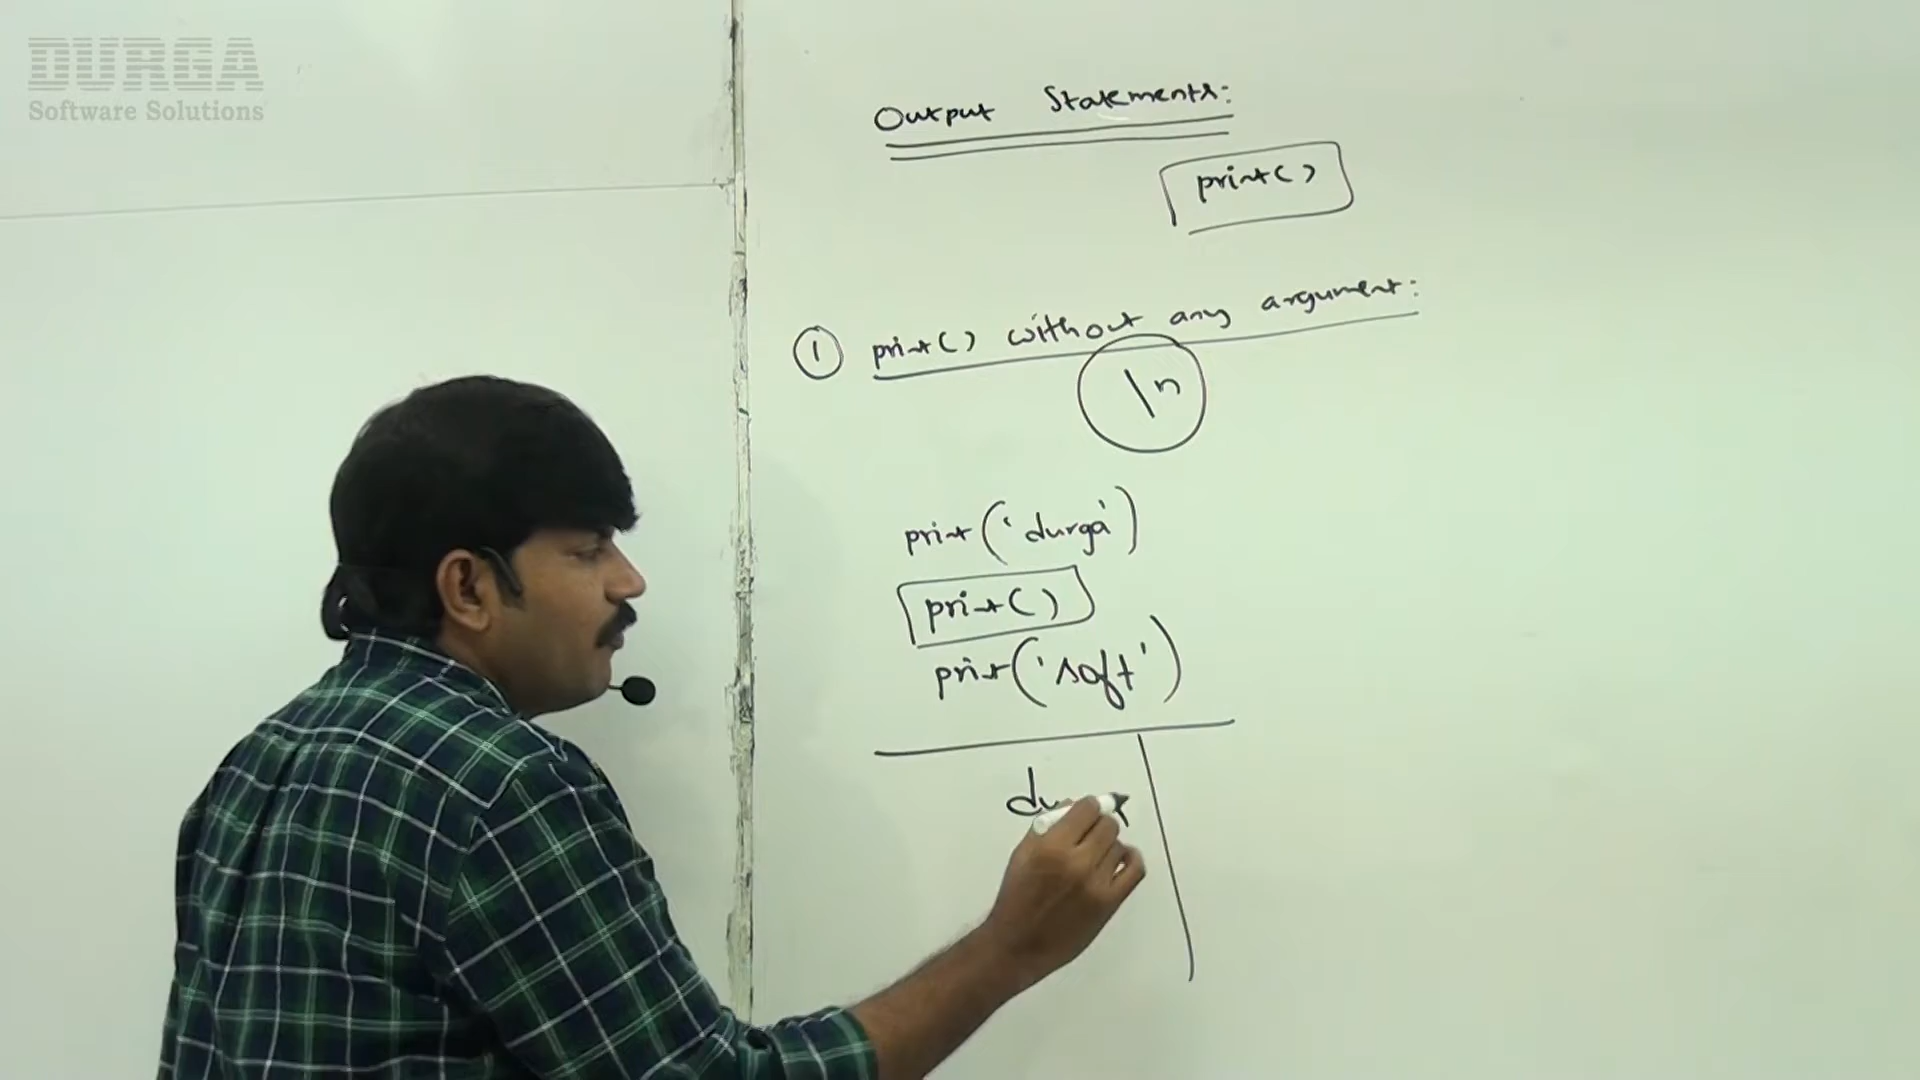 DURGA
Software Solutions
Output Statements:
print()
① print() without any argument:
\n
print('durga')
print()
print('soft')